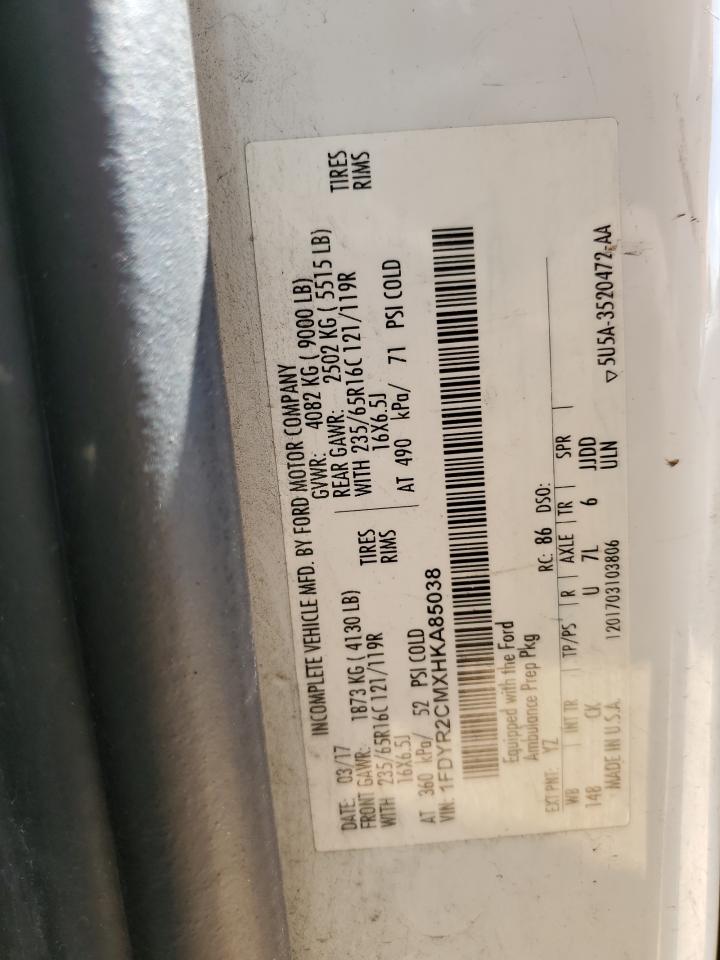 INCOMPLETE VEHICLE MFD. BY FORD MOTOR COMPANY
DATE: 03/17 GVWR: 4082 KG ( 9000 LB)
FRONT GAWR: 1873 KG ( 4130 LB) REAR GAWR: 2502 KG ( 5515 LB)
WITH 235/65R16C 121/119R TIRES WITH 235/65R16C 121/119R TIRES
16X6.5J RIMS 16X6.5J RIMS
AT 360 kPa/ 52 PSI COLD AT 490 kPa/ 71 PSI COLD
VIN: 1FDYR2CMXHKA85038
Equipped with the Ford
Ambulance Prep Pkg
EXT PNT: YZ RC: 86 DSO:
WB INT TR TP/PS R AXLE TR SPR
148 CK U 7L 6 JJDD
MADE IN U.S.A. 1201703103806 ULN
▽ 5U5A-3520472-AA